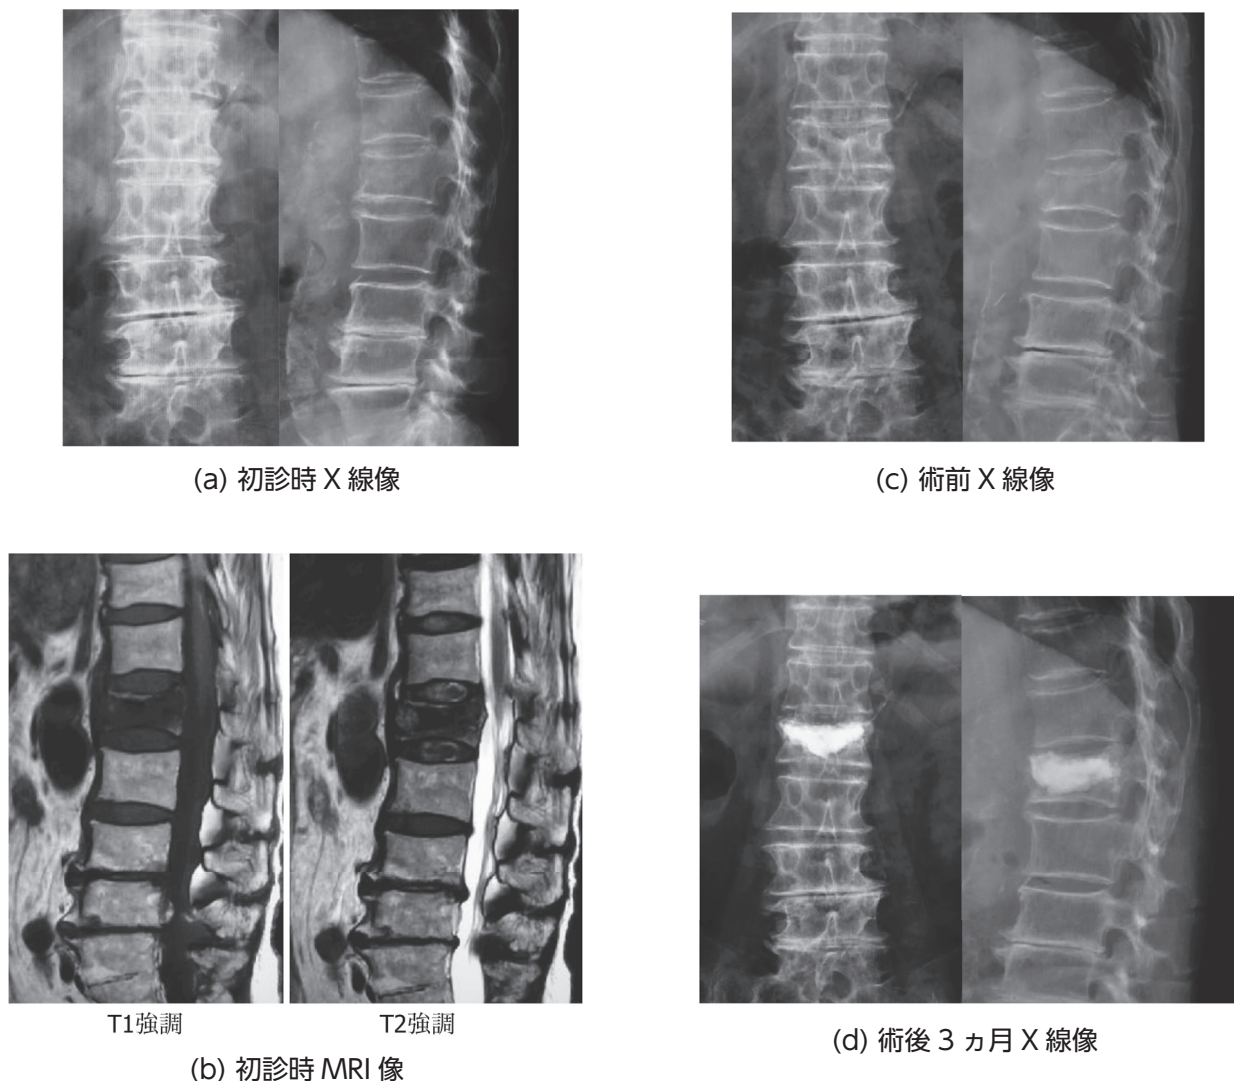 (a) 初診時 X 線像
(c) 術前 X 線像
T1強調
T2強調
(b) 初診時 MRI 像
(d) 術後 3 ヵ月 X 線像